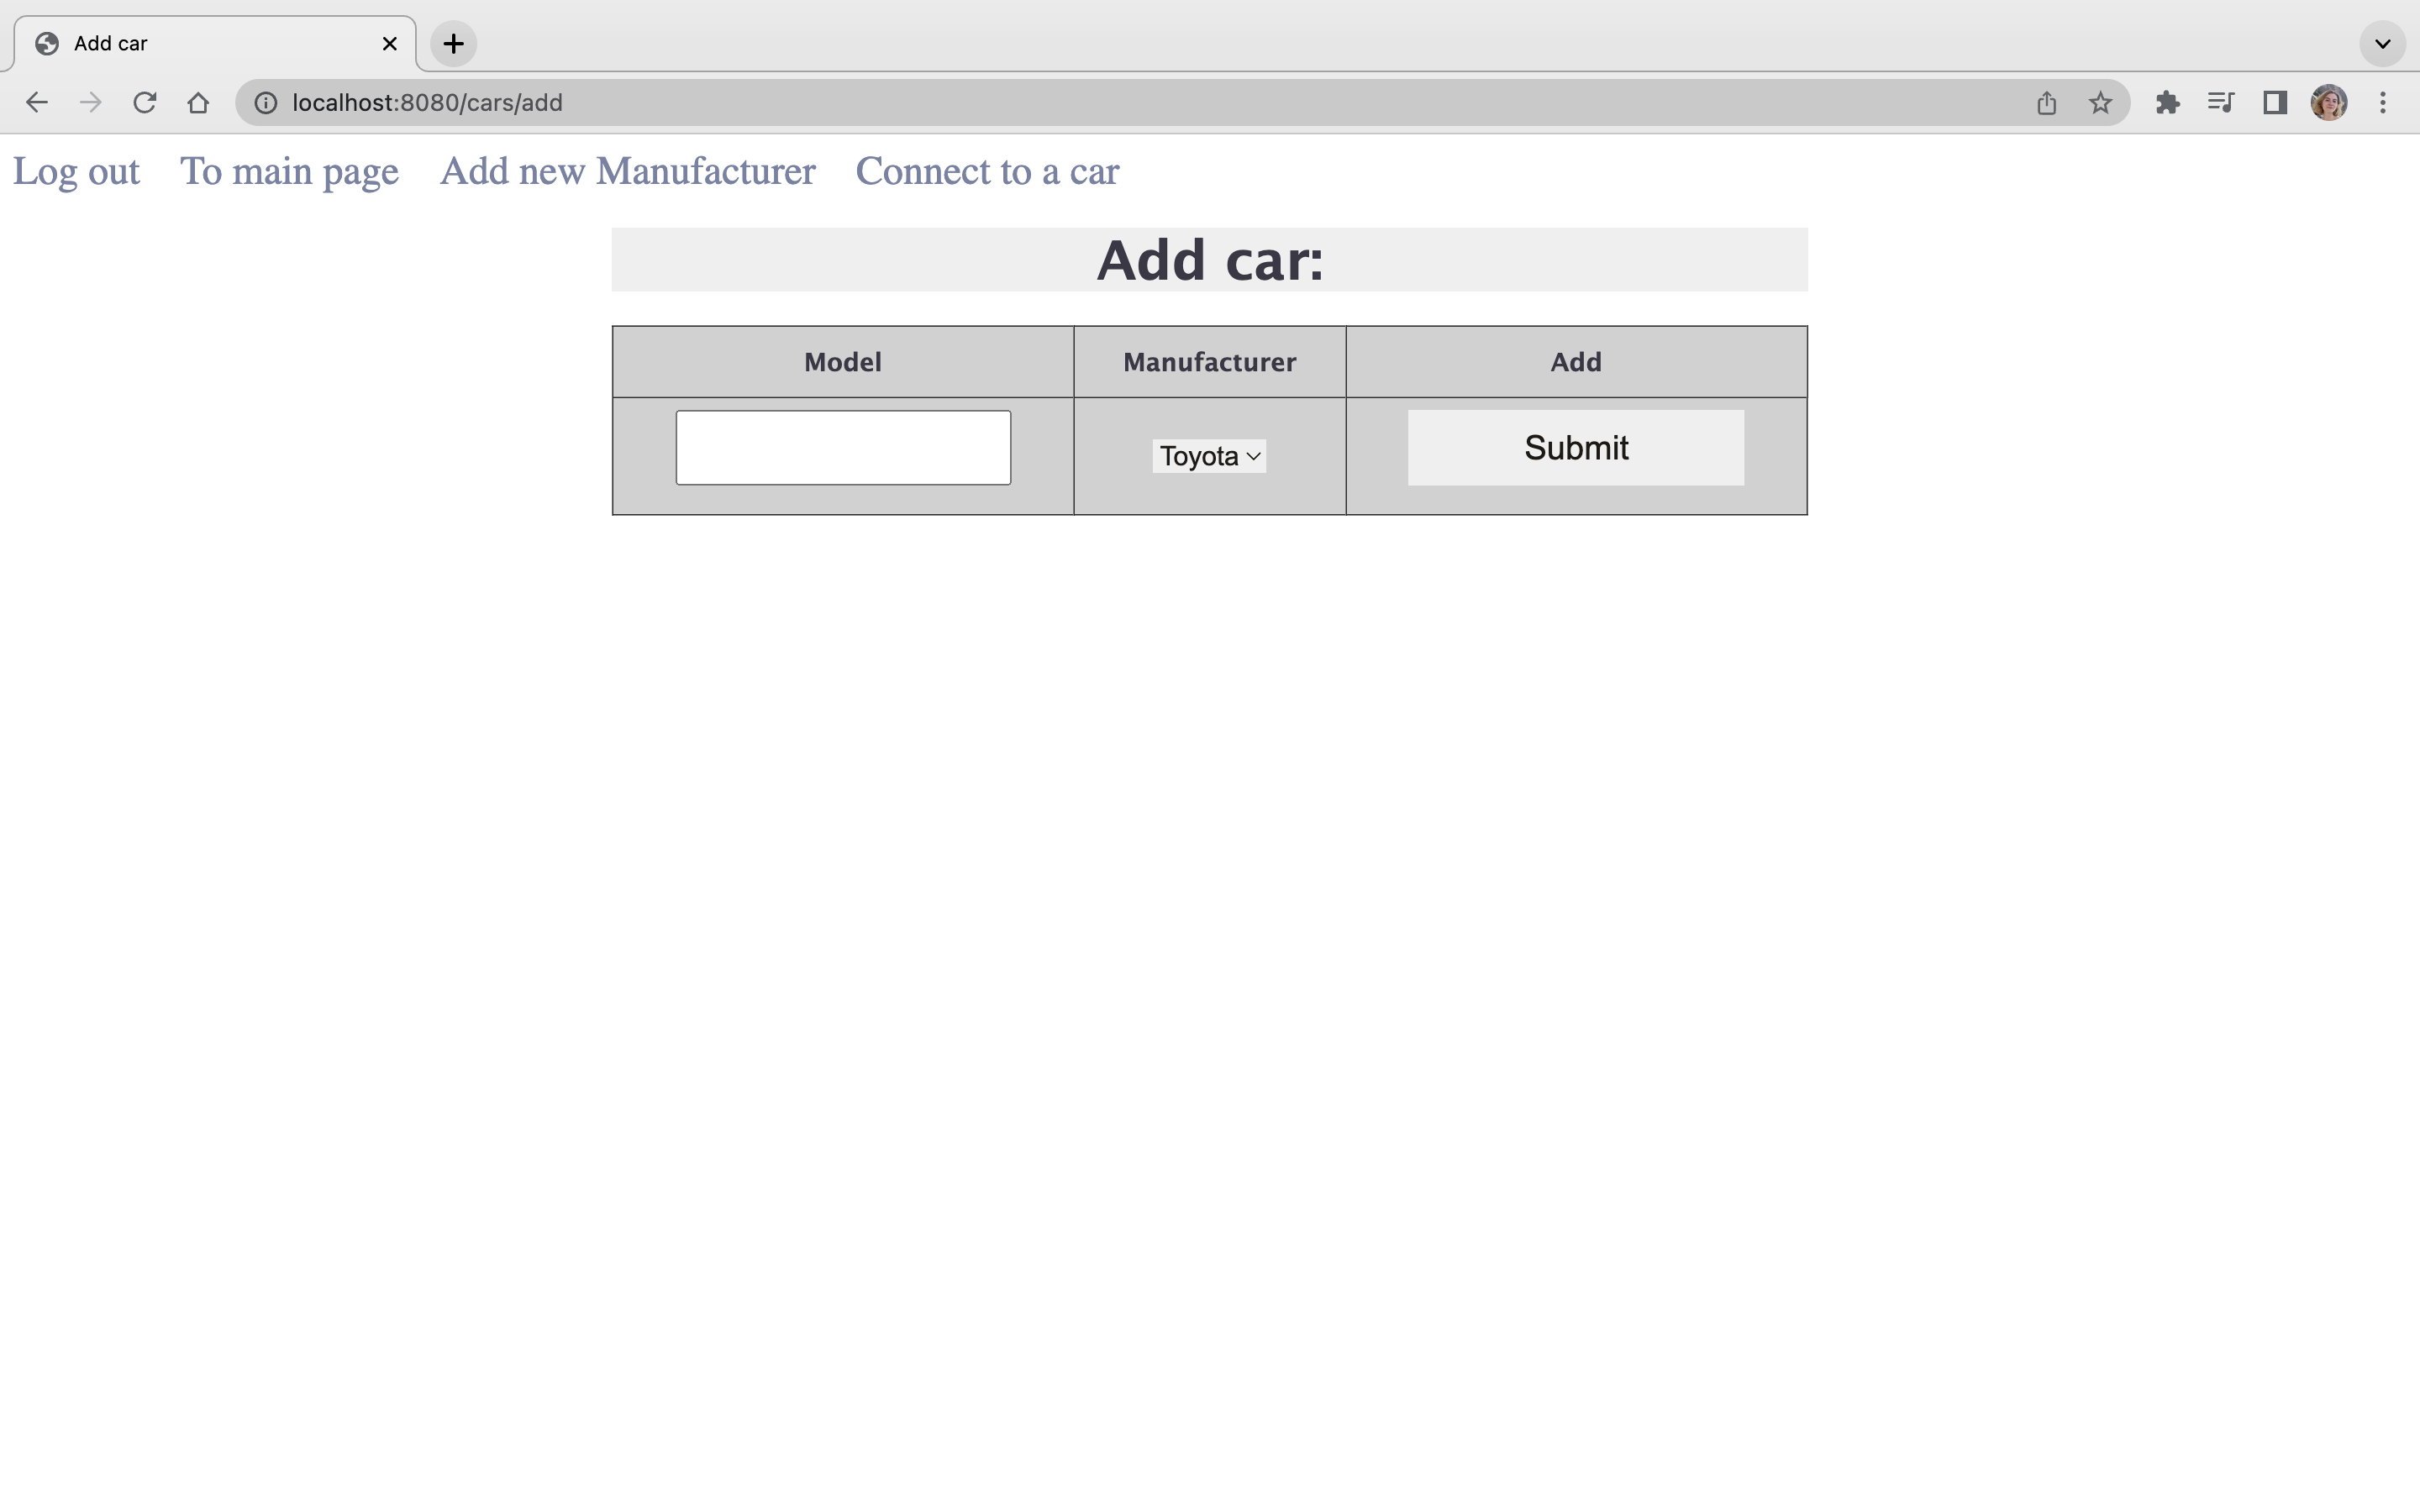 Add car
localhost:8080/cars/add
Log out To main page Add new Manufacturer Connect to a car
Add car:
Model Manufacturer Add
Toyota Submit